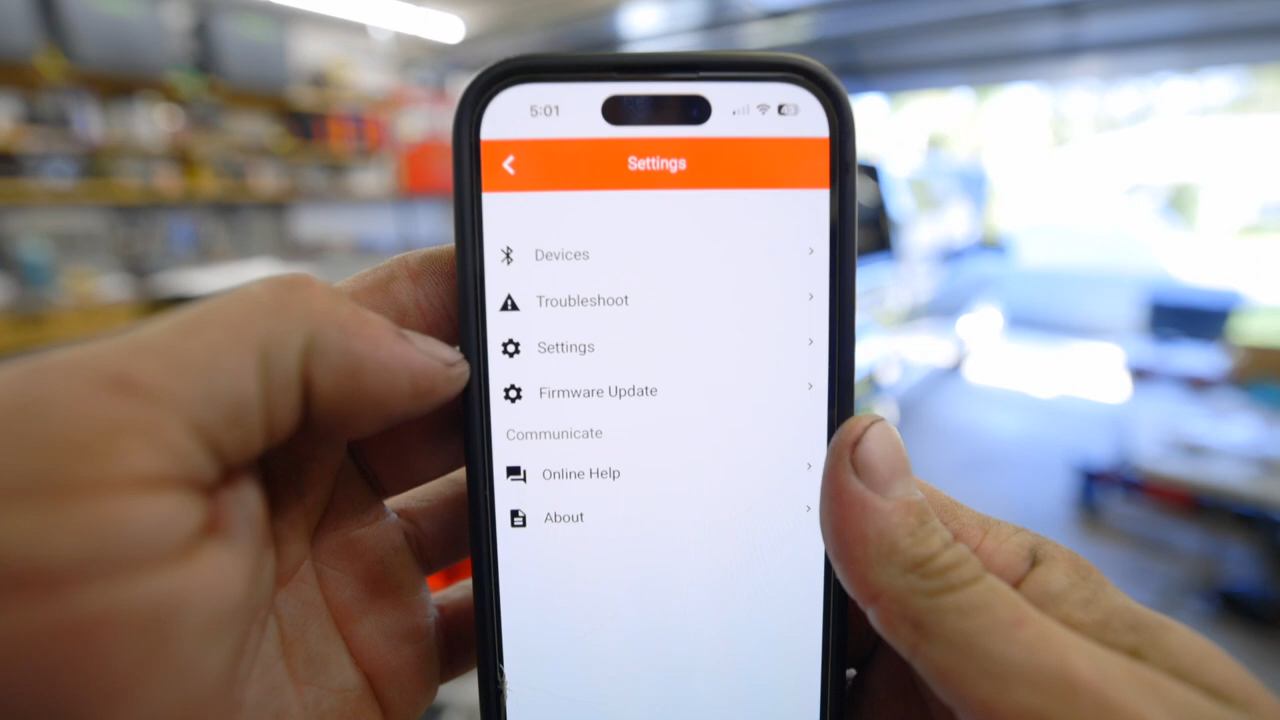 5:01
Settings
Devices
Troubleshoot
Settings
Firmware Update
Communicate
Online Help
About